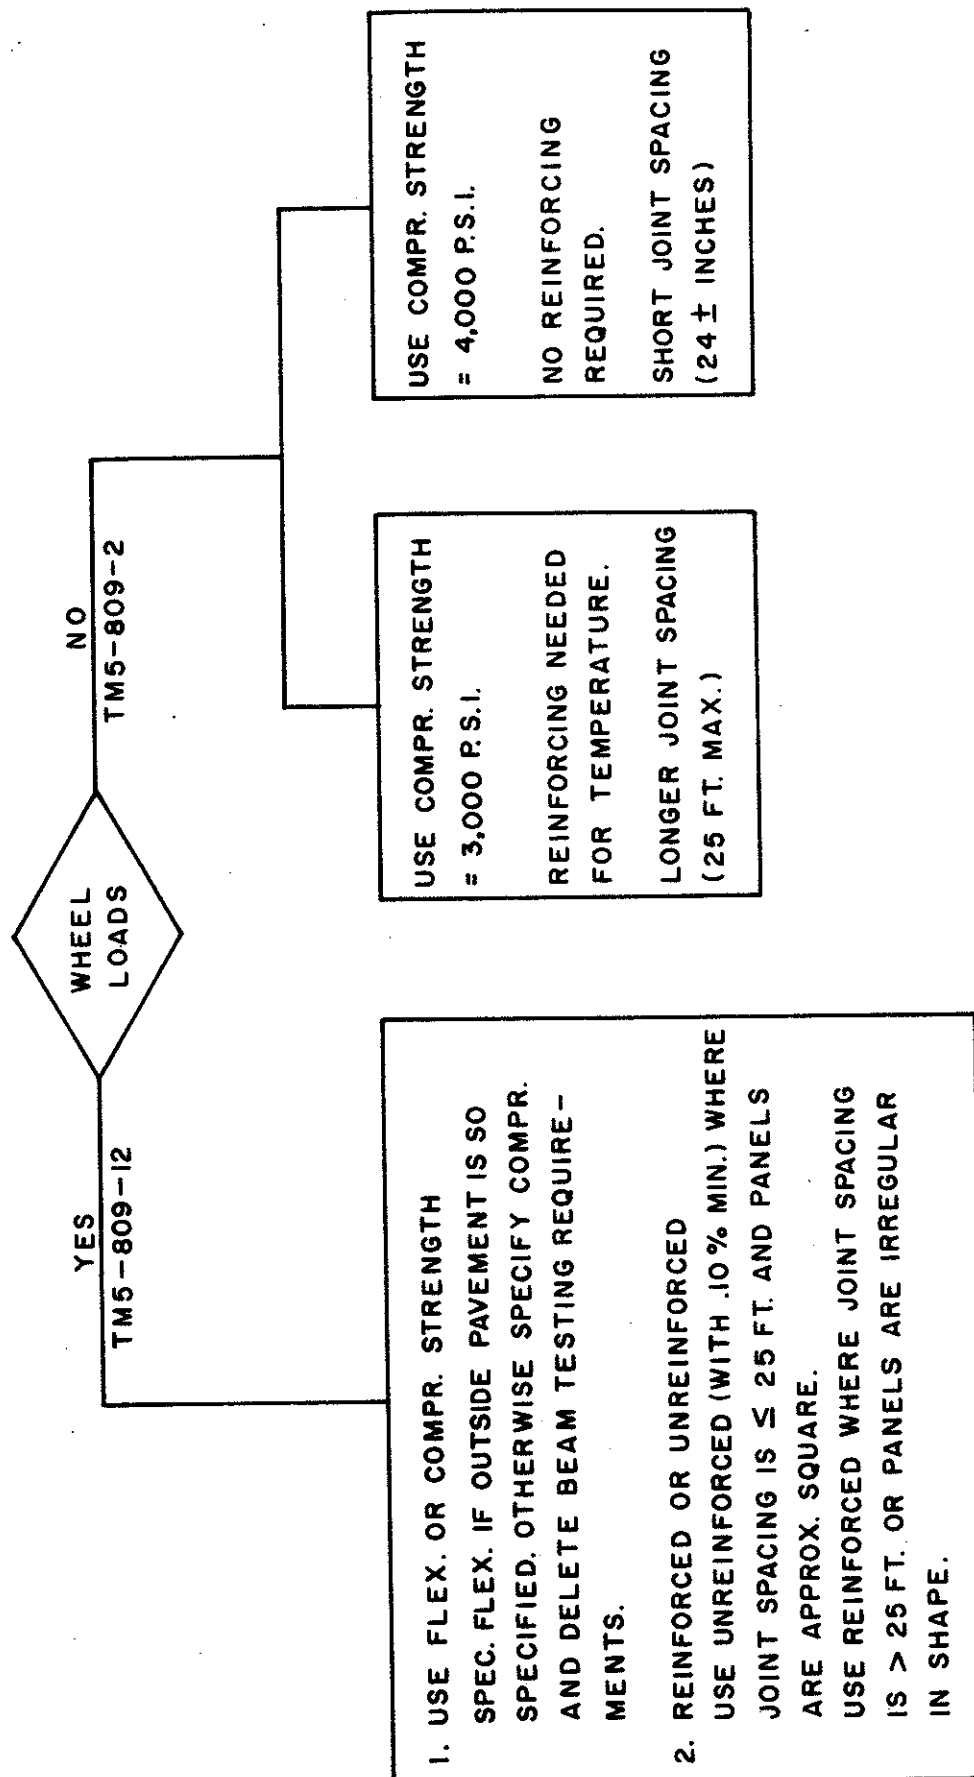 WHEEL
LOADS
YES
TM5-809-12
NO
TM5-809-2
1. USE FLEX. OR COMPR. STRENGTH
SPEC. FLEX. IF OUTSIDE PAVEMENT IS SO
SPECIFIED. OTHERWISE SPECIFY COMPR.
AND DELETE BEAM TESTING REQUIRE-
MENTS.
2. REINFORCED OR UNREINFORCED
USE UNREINFORCED (WITH .10% MIN.) WHERE
JOINT SPACING IS ≤ 25 FT. AND PANELS
ARE APPROX. SQUARE.
USE REINFORCED WHERE JOINT SPACING
IS > 25 FT. OR PANELS ARE IRREGULAR
IN SHAPE.
USE COMPR. STRENGTH
= 3,000 P.S.I.
REINFORCING NEEDED
FOR TEMPERATURE.
LONGER JOINT SPACING
(25 FT. MAX.)
USE COMPR. STRENGTH
= 4,000 P.S.I.
NO REINFORCING
REQUIRED.
SHORT JOINT SPACING
(24 ± INCHES)